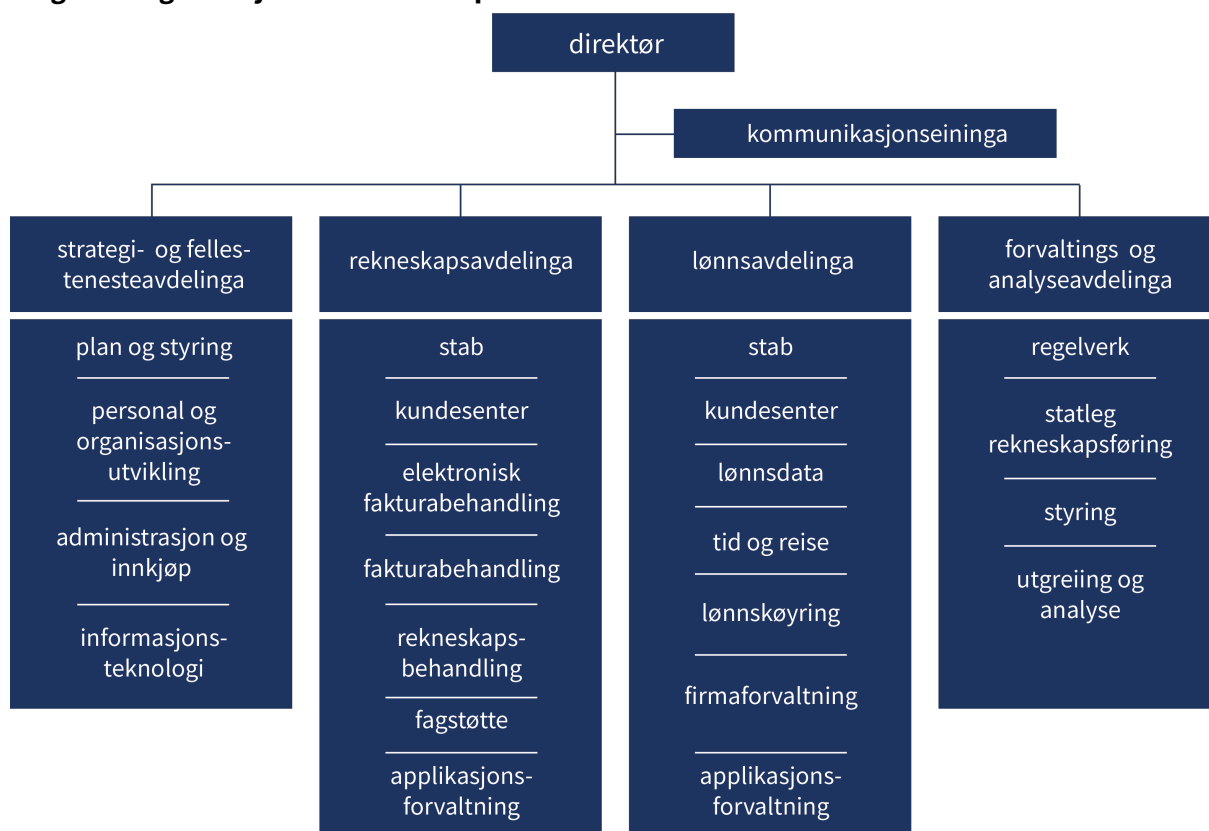 direktør
kommunikasjonseininga
strategi- og felles-
tenesteavdelinga
plan og styring
personal og
organisasjons-
utvikling
administrasjon og
innkjøp
informasjons-
teknologi
rekneskapsavdelinga
stab
kundesenter
elektronisk
fakturabehandling
fakturabehandling
rekneskaps-
behandling
fagstøtte
applikasjons-
forvaltning
lønnsavdelinga
stab
kundesenter
lønnsdata
tid og reise
lønnskøyring
firmaforvaltning
applikasjons-
forvaltning
forvaltings og
analyseavdelinga
regelverk
statleg
rekneskapsføring
styring
utgreiing og
analyse